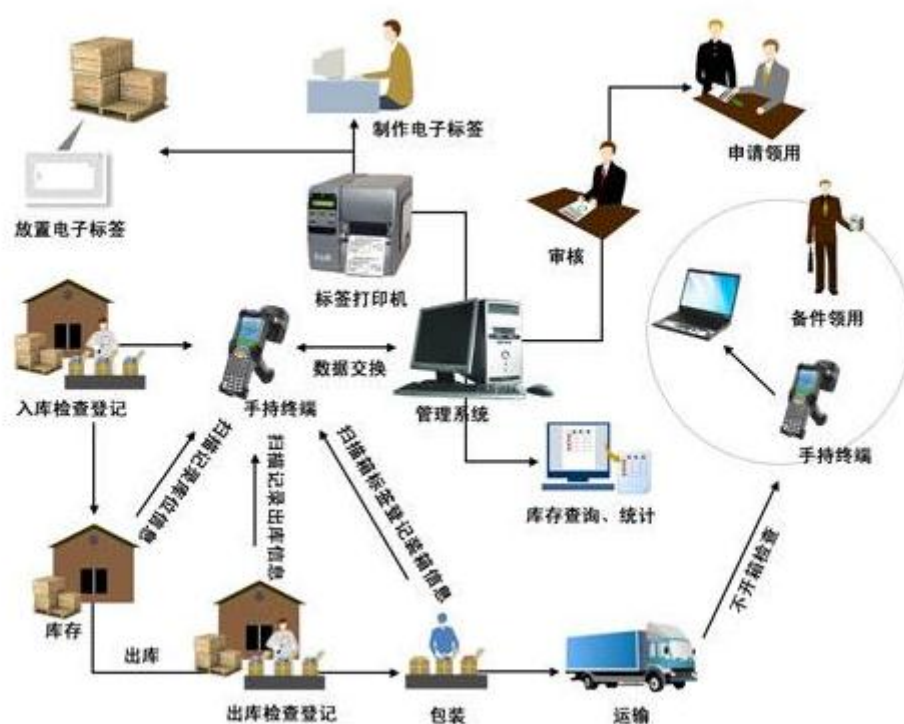 制作电子标签
申请领用
放置电子标签
审核
标签打印机
备件领用
数据交换
入库检查登记
手持终端
管理系统
手持终端
扫描记录库位信息
扫描记录出库信息
扫描箱标签登记装箱信息
库存查询、统计
不开箱检查
库存
出库
出库检查登记
包装
运输